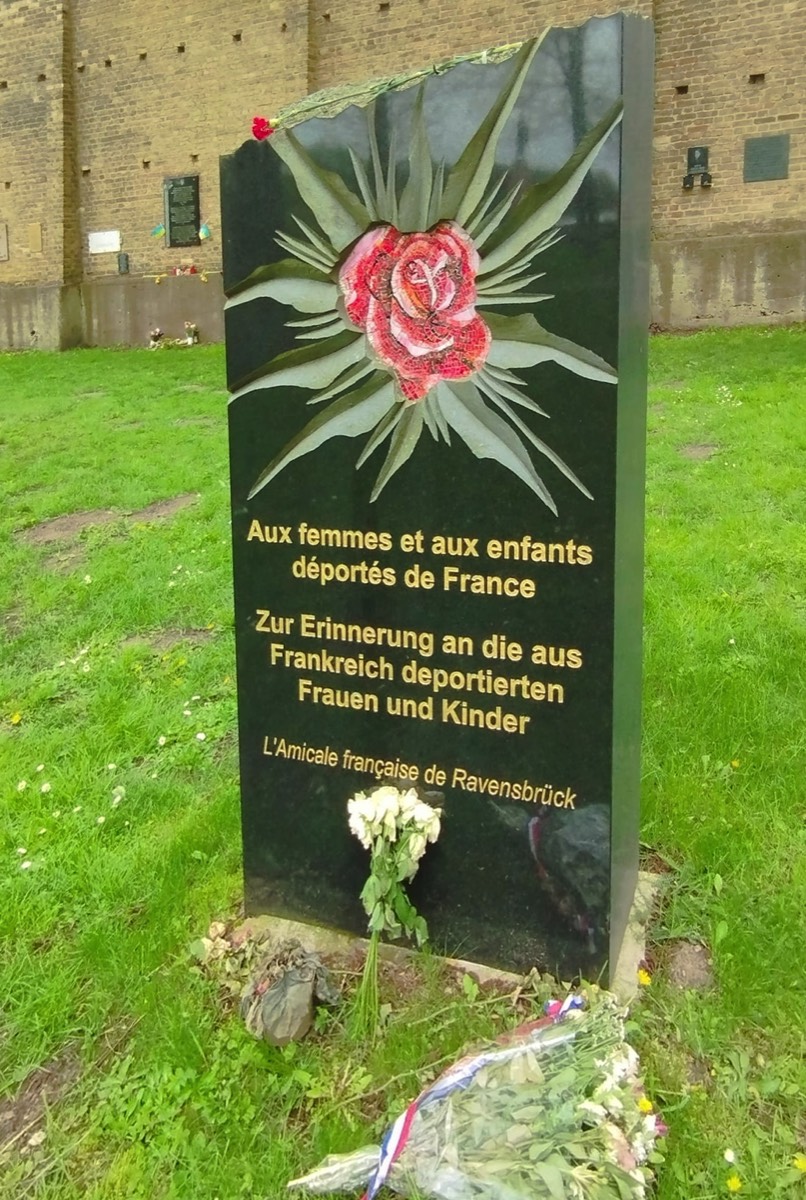 Aux femmes et aux enfants
déportés de France
Zur Erinnerung an die aus
Frankreich deportierten
Frauen und Kinder
L'Amicale française de Ravensbrück